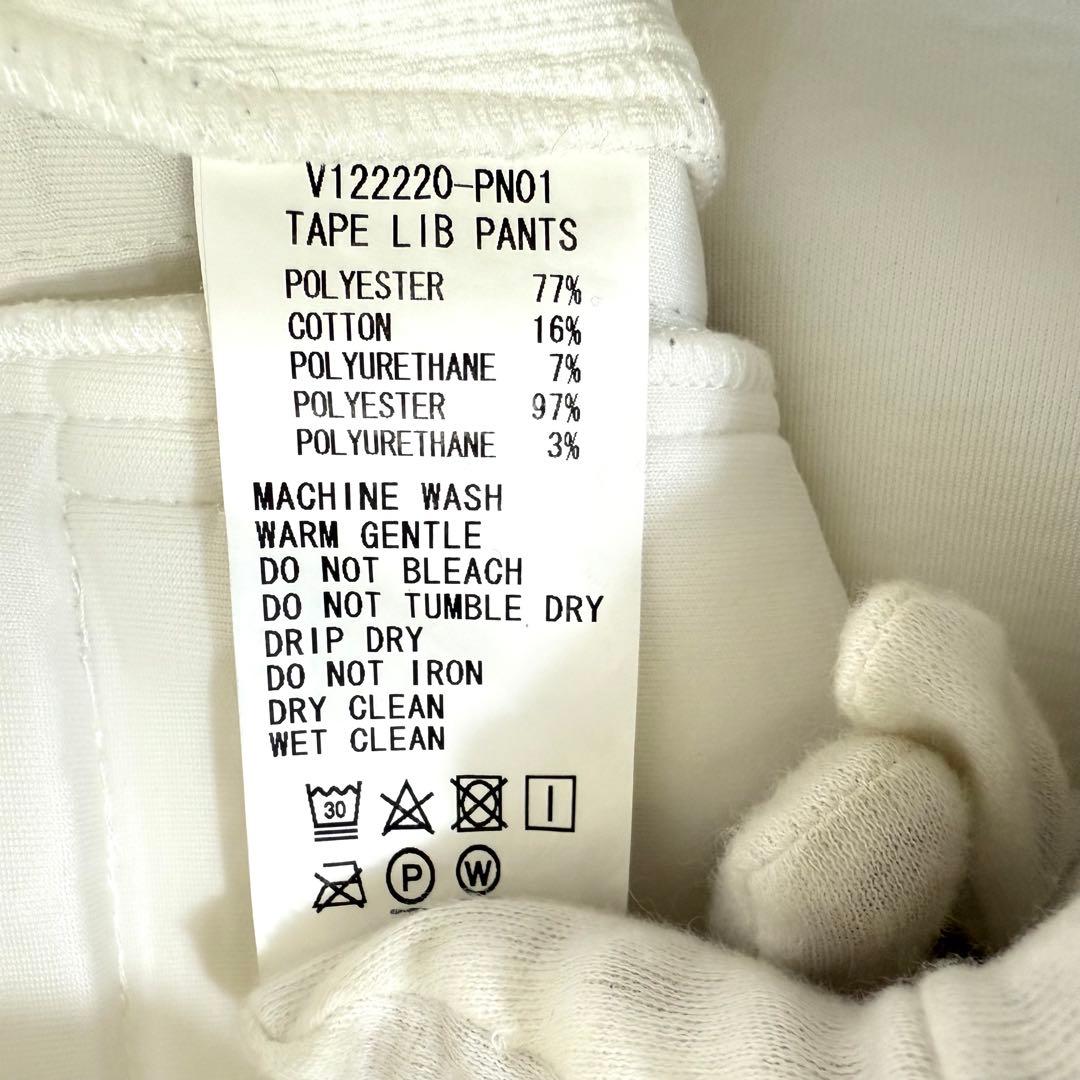 V122220-PN01
TAPE LIB PANTS
POLYESTER 77%
COTTON 16%
POLYURETHANE 7%
POLYESTER 97%
POLYURETHANE 3%
MACHINE WASH
WARM GENTLE
DO NOT BLEACH
DO NOT TUMBLE DRY
DRIP DRY
DO NOT IRON
DRY CLEAN
WET CLEAN
30
P W